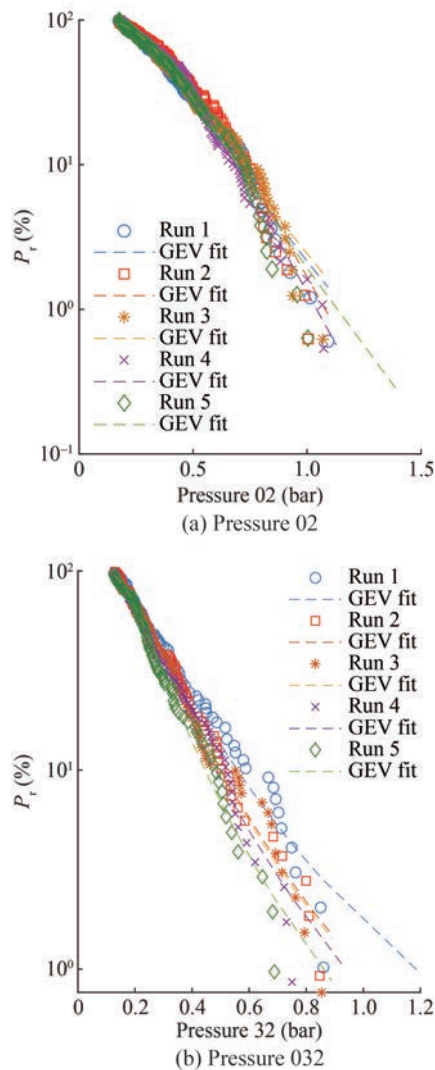 10²
10¹
10⁰
10⁻¹
Pᵣ (%)
Run 1
GEV fit
Run 2
GEV fit
Run 3
GEV fit
Run 4
GEV fit
Run 5
GEV fit
0 0.5 1.0 1.5
Pressure 02 (bar)
(a) Pressure 02
10²
10¹
10⁰
Pᵣ (%)
Run 1
GEV fit
Run 2
GEV fit
Run 3
GEV fit
Run 4
GEV fit
Run 5
GEV fit
0 0.2 0.4 0.6 0.8 1.0 1.2
Pressure 32 (bar)
(b) Pressure 032